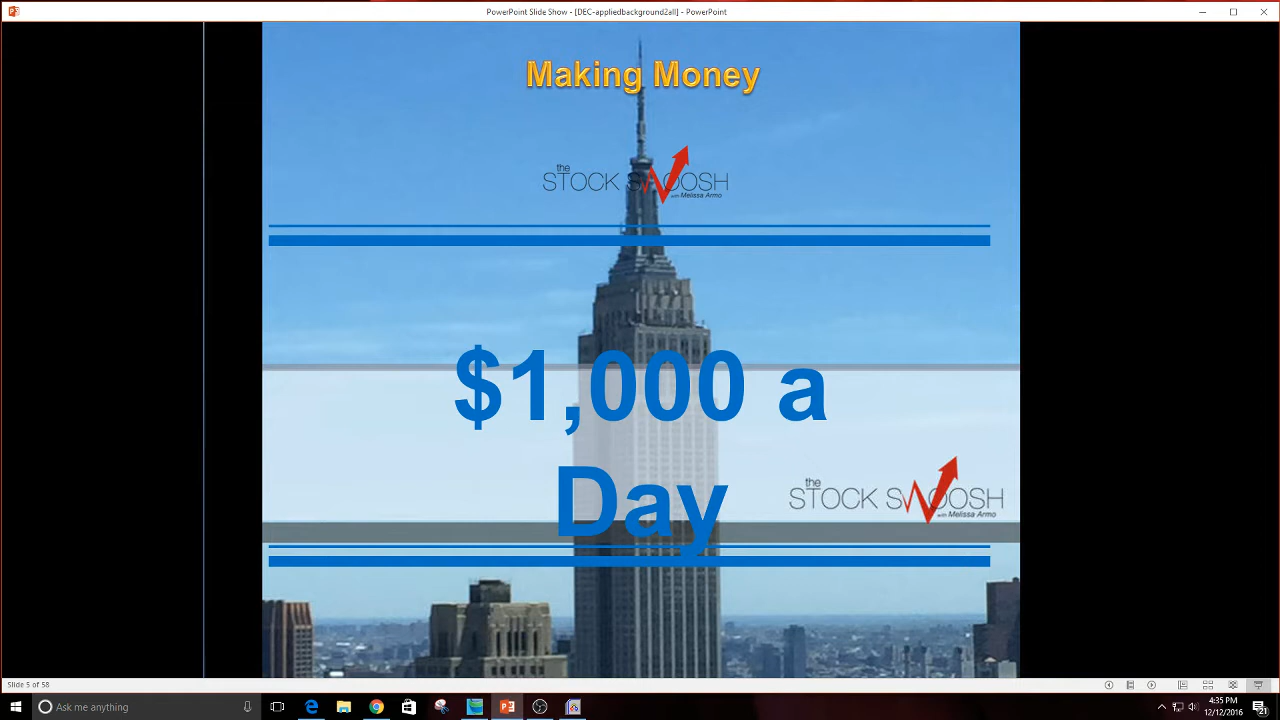 PowerPoint Slide Show - [DEC-appliedbackground2all] - PowerPoint
Making Money
the
STOCK SWOOSH
with Melissa Armo
$1,000 a
Day
the
STOCK SWOOSH
with Melissa Armo
Slide 5 of 58
Ask me anything
4:35 PM
12/12/2016